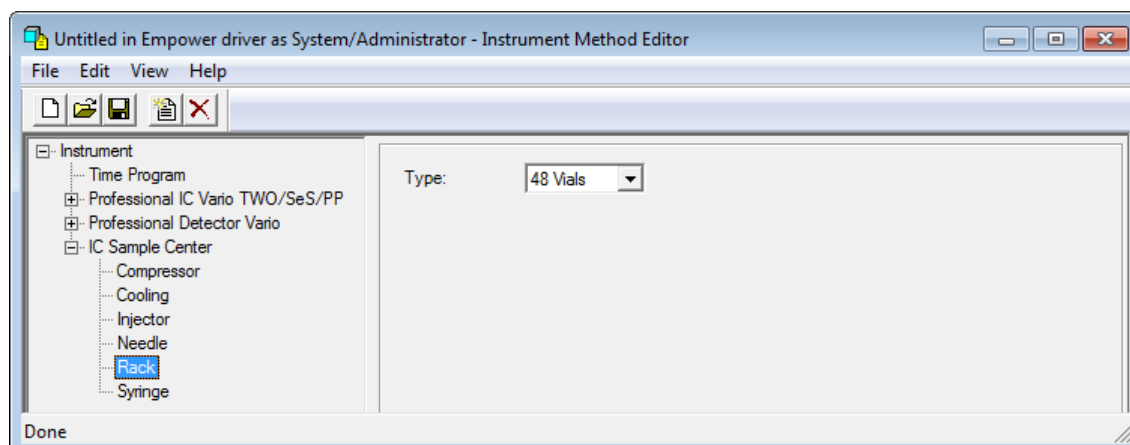 Untitled in Empower driver as System/Administrator - Instrument Method Editor
File Edit View Help
Instrument
Time Program
Professional IC Vario TWO/SeS/PP
Professional Detector Vario
IC Sample Center
Compressor
Cooling
Injector
Needle
Rack
Syringe
Type: 48 Vials
Done